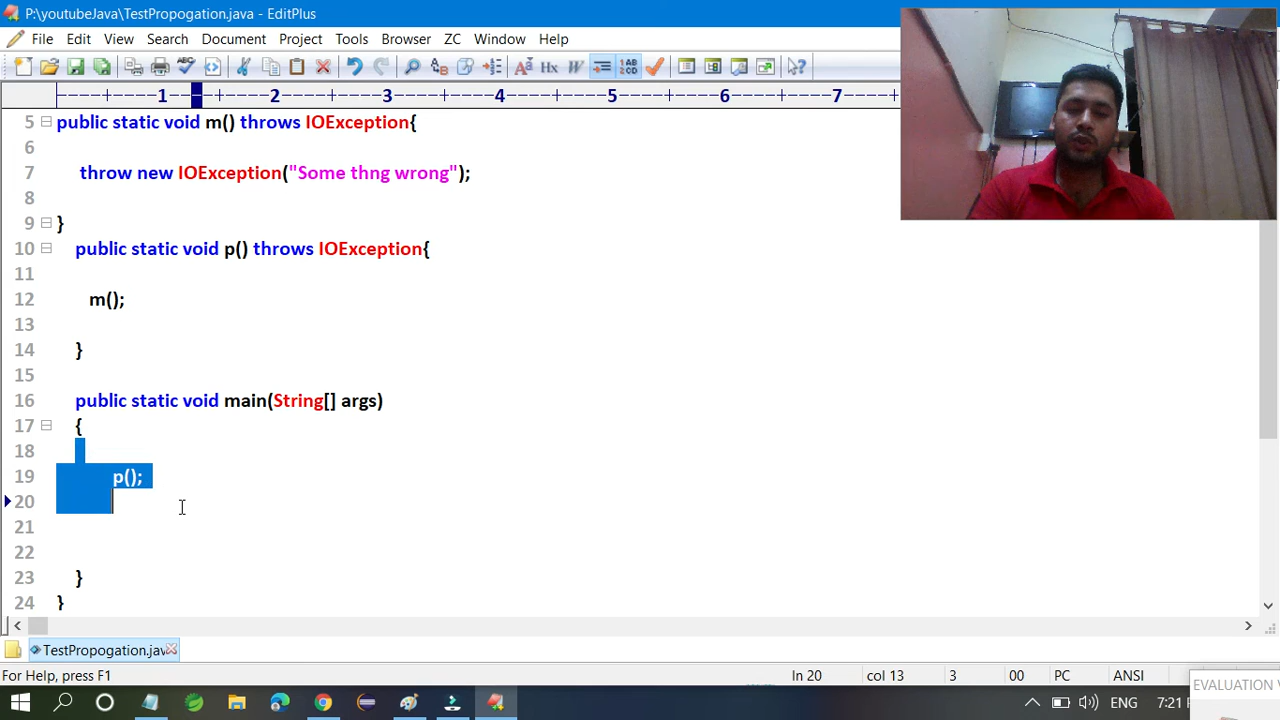 P:\youtubeJava\TestPropogation.java - EditPlus
File Edit View Search Document Project Tools Browser ZC Window Help
1 2 3 4 5 6 7
5 public static void m() throws IOException{
6
7 throw new IOException("Some thng wrong");
8
9 }
10 public static void p() throws IOException{
11
12 m();
13
14 }
15
16 public static void main(String[] args)
17 {
18
19 p();
20
21
22
23 }
24 }
TestPropogation.jav
For Help, press F1 Ln 20 col 13 3 00 PC ANSI
EVALUATION
ENG 7:21